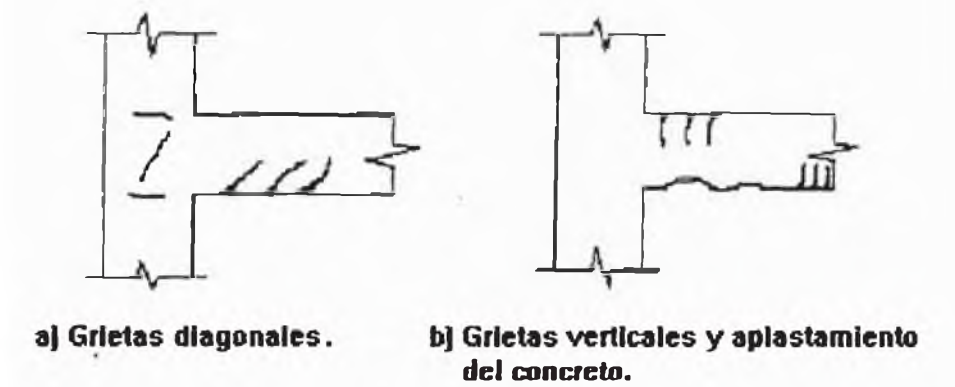 a) Grietas diagonales.
b) Grietas verticales y aplastamiento
del concreto.